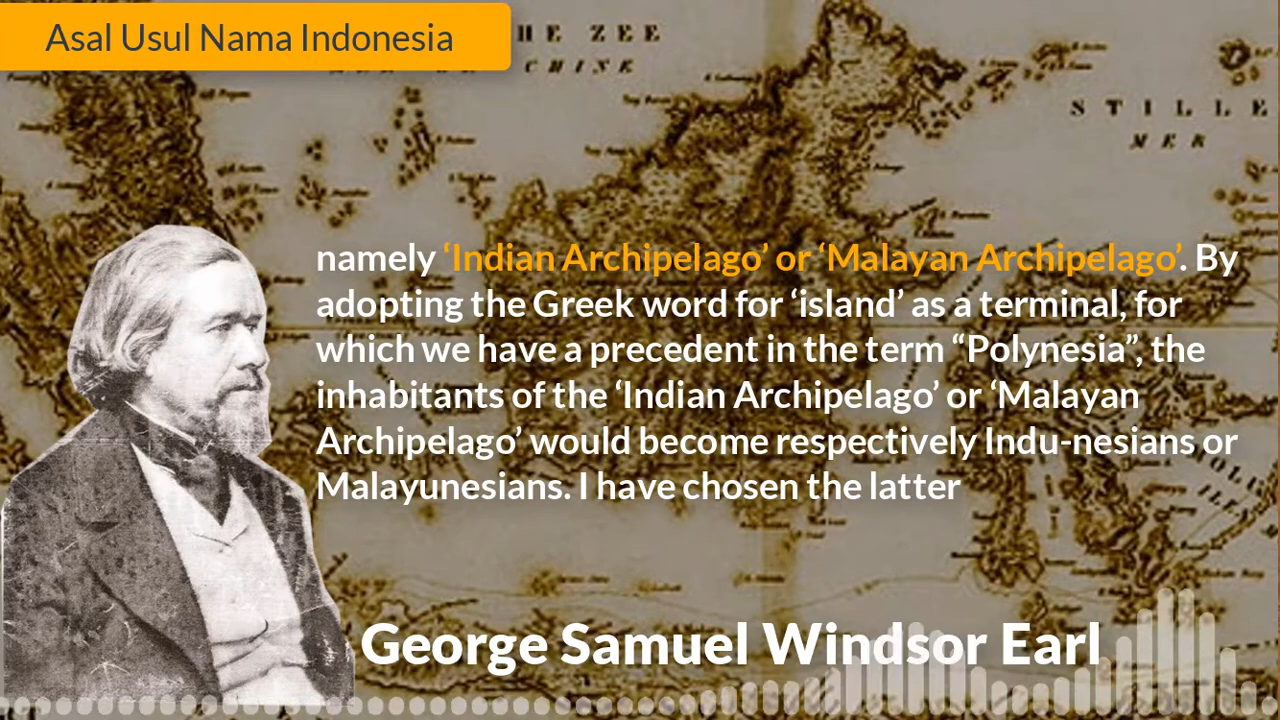 Asal Usul Nama Indonesia
HE ZEE
CHINE
STILLE
MER
namely ‘Indian Archipelago’ or ‘Malayan Archipelago’. By
adopting the Greek word for ‘island’ as a terminal, for
which we have a precedent in the term “Polynesia”, the
inhabitants of the ‘Indian Archipelago’ or ‘Malayan
Archipelago’ would become respectively Indu-nesians or
Malayunesians. I have chosen the latter
George Samuel Windsor Earl